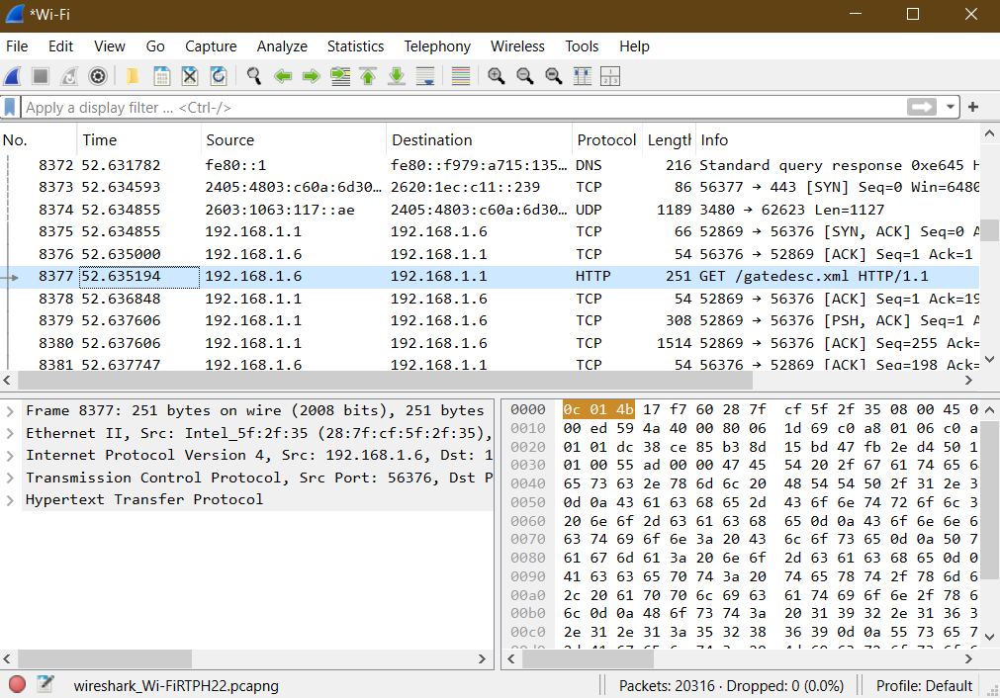 *Wi-Fi
File Edit View Go Capture Analyze Statistics Telephony Wireless Tools Help
Apply a display filter ... <Ctrl-/>
No. Time Source Destination Protocol Length Info
8372 52.631782 fe80::1 fe80::f979:a715:135… DNS 216 Standard query response 0xe645 H
8373 52.634593 2405:4803:c60a:6d30… 2620:1ec:c11::239 TCP 86 56377 → 443 [SYN] Seq=0 Win=6480
8374 52.634855 2603:1063:117::ae 2405:4803:c60a:6d30… UDP 1189 3480 → 62623 Len=1127
8375 52.634855 192.168.1.1 192.168.1.6 TCP 66 52869 → 56376 [SYN, ACK] Seq=0 A
8376 52.635000 192.168.1.6 192.168.1.1 TCP 54 56376 → 52869 [ACK] Seq=1 Ack=1
8377 52.635194 192.168.1.6 192.168.1.1 HTTP 251 GET /gatedesc.xml HTTP/1.1
8378 52.636848 192.168.1.1 192.168.1.6 TCP 54 52869 → 56376 [ACK] Seq=1 Ack=19
8379 52.637606 192.168.1.1 192.168.1.6 TCP 308 52869 → 56376 [PSH, ACK] Seq=1 A
8380 52.637606 192.168.1.1 192.168.1.6 TCP 1514 52869 → 56376 [ACK] Seq=255 Ack=
8381 52.637747 192.168.1.6 192.168.1.1 TCP 54 56376 → 52869 [ACK] Seq=198 Ack=
Frame 8377: 251 bytes on wire (2008 bits), 251 bytes
Ethernet II, Src: Intel_5f:2f:35 (28:7f:cf:5f:2f:35),
Internet Protocol Version 4, Src: 192.168.1.6, Dst: 1
Transmission Control Protocol, Src Port: 56376, Dst P
Hypertext Transfer Protocol
0000 0c 01 4b 17 f7 60 28 7f cf 5f 2f 35 08 00 45 0
0010 00 ed 59 4a 40 00 80 06 1d 69 c0 a8 01 06 c0 a
0020 01 01 dc 38 ce 85 b3 8d 15 bd 47 fb 2e d4 50 1
0030 01 00 55 ad 00 00 47 45 54 20 2f 67 61 74 65 6
0040 65 73 63 2e 78 6d 6c 20 48 54 54 50 2f 31 2e 3
0050 0d 0a 43 61 63 68 65 2d 43 6f 6e 74 72 6f 6c 3
0060 20 6e 6f 2d 63 61 63 68 65 0d 0a 43 6f 6e 6e 6
0070 63 74 69 6f 6e 3a 20 43 6c 6f 73 65 0d 0a 50 7
0080 61 67 6d 61 3a 20 6e 6f 2d 63 61 63 68 65 0d 0
0090 41 63 63 65 70 74 3a 20 74 65 78 74 2f 78 6d 6
00a0 2c 20 61 70 70 6c 69 63 61 74 69 6f 6e 2f 78 6
00b0 6c 0d 0a 48 6f 73 74 3a 20 31 39 32 2e 31 36 3
00c0 2e 31 2e 31 3a 35 32 38 36 39 0d 0a 55 73 65 7
wireshark_Wi-FiRTPH22.pcapng
Packets: 20316 · Dropped: 0 (0.0%)
Profile: Default